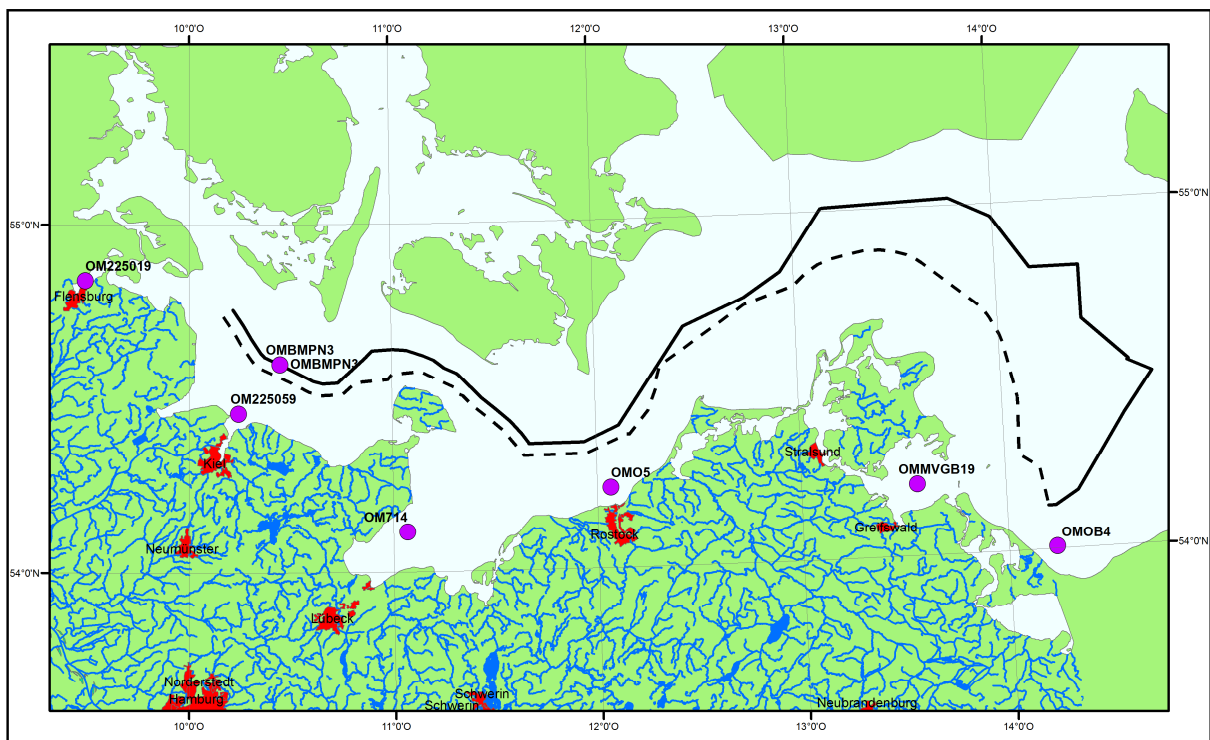 10°0'O 11°0'O 12°0'O 13°0'O 14°0'O
55°0'N
55°0'N
OM225019
Flensburg
OMBMPN3
OMBMPN3
OM225059
Kiel
Stralsund
OMO5
OMMVGB19
OM714
Greifswald
Rostock
OMOB4
Neumünster
54°0'N
54°0'N
Lübeck
Norderstedt
Hamburg
Schwerin
Schwerin
Neubrandenburg
10°0'O 11°0'O 12°0'O 13°0'O 14°0'O